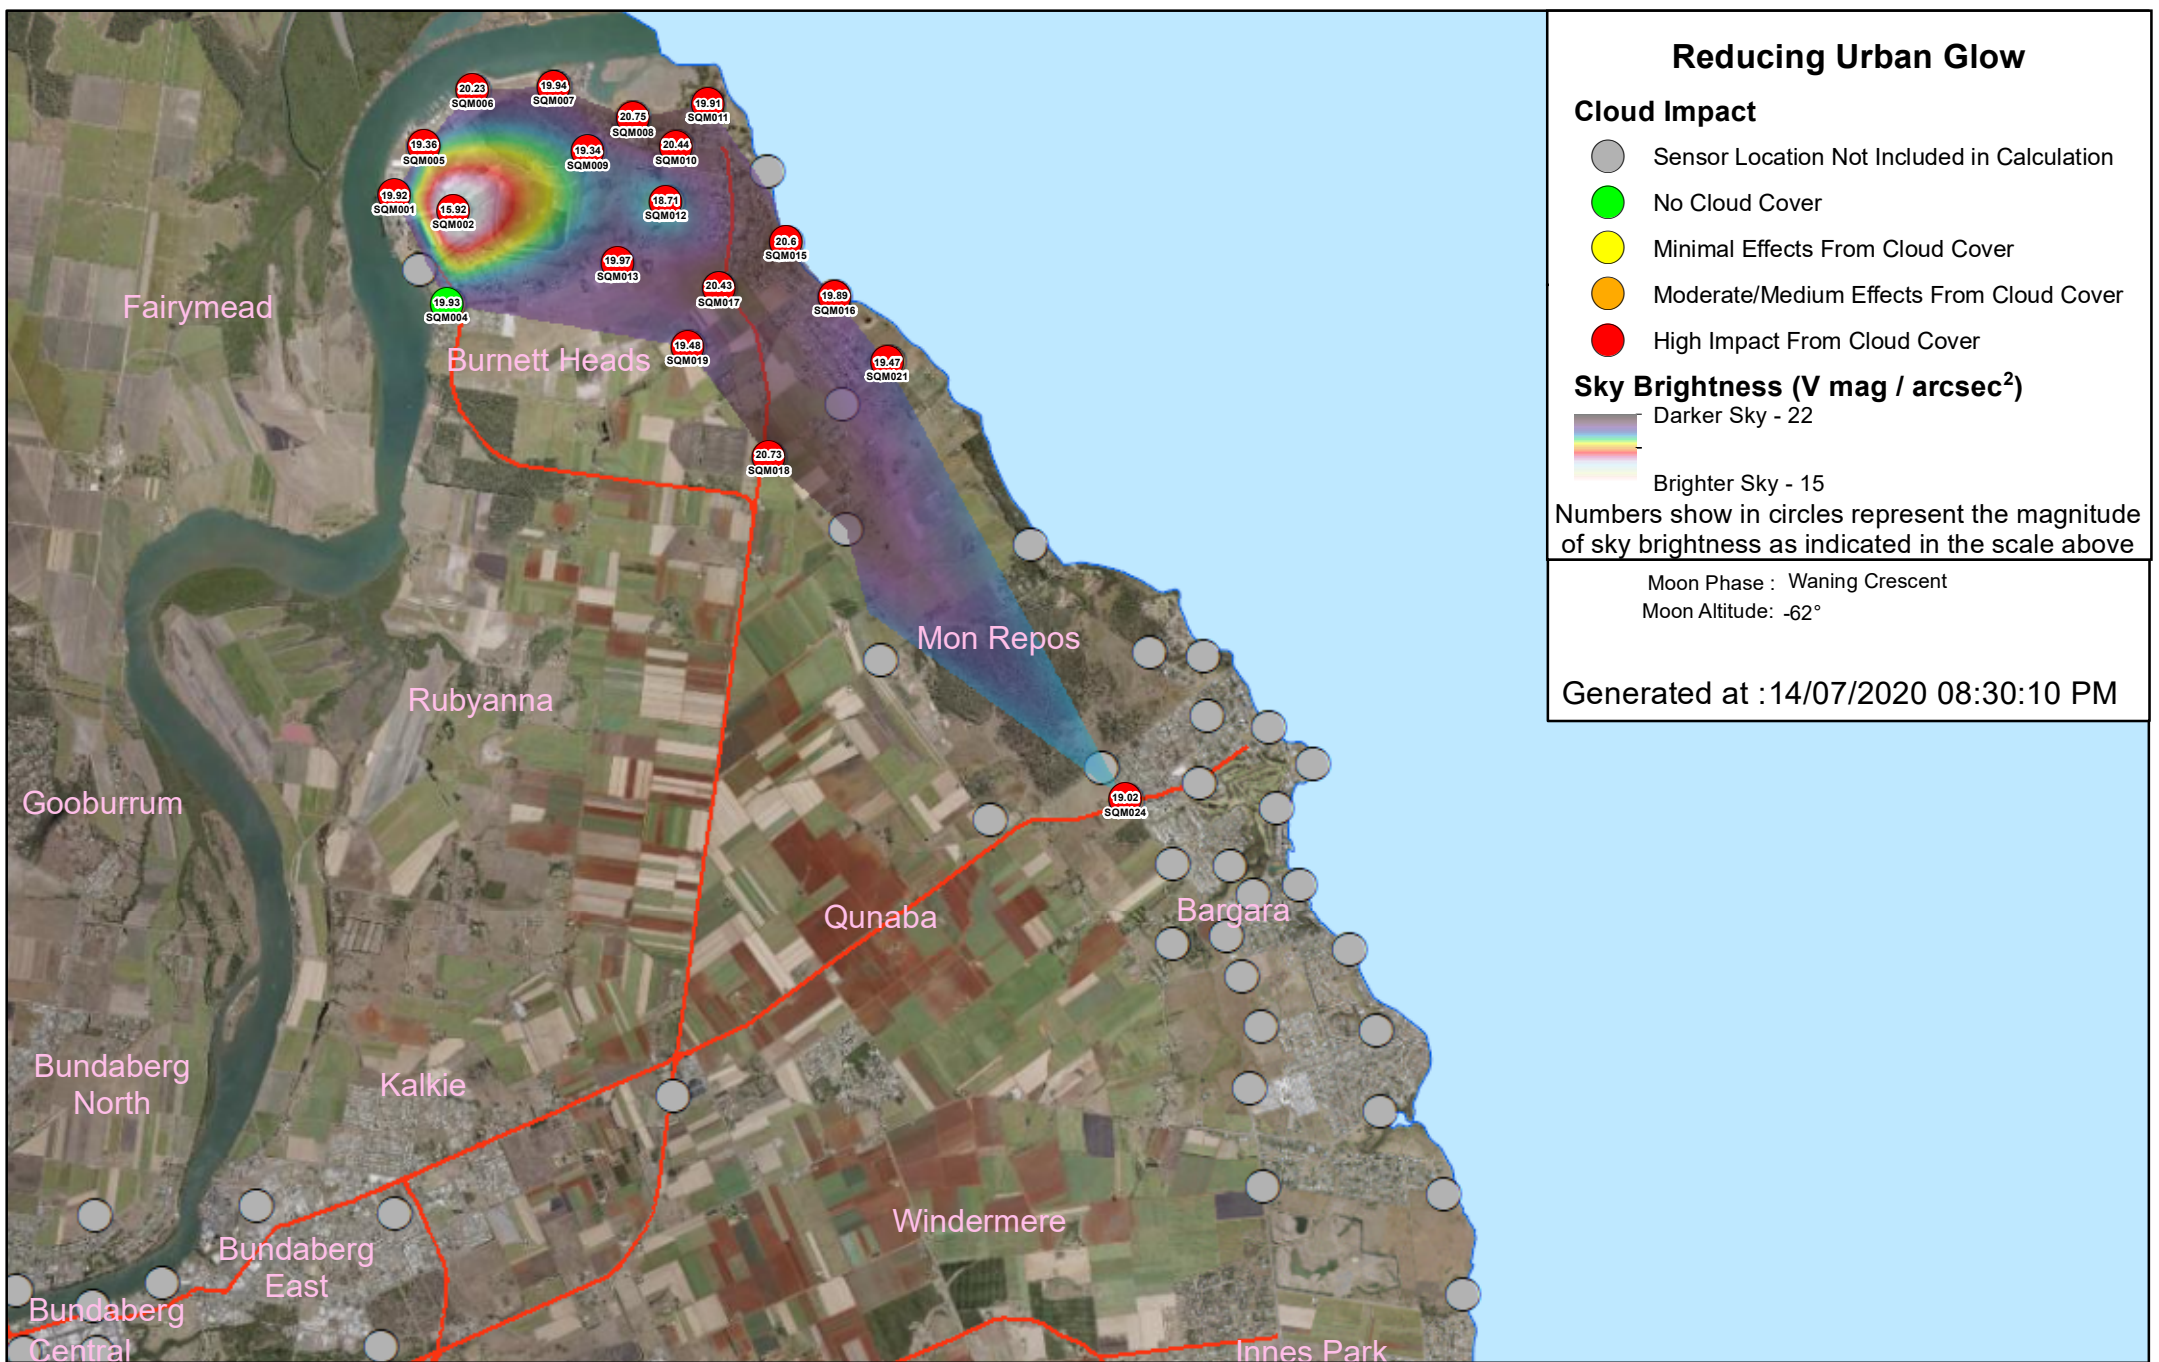 Reducing Urban Glow
Cloud Impact
Sensor Location Not Included in Calculation
No Cloud Cover
Minimal Effects From Cloud Cover
Moderate/Medium Effects From Cloud Cover
High Impact From Cloud Cover
Sky Brightness (V mag / arcsec²)
Darker Sky - 22
Brighter Sky - 15
Numbers show in circles represent the magnitude
of sky brightness as indicated in the scale above
Moon Phase : Waning Crescent
Moon Altitude: -62°
Generated at :14/07/2020 08:30:10 PM
20.23
SQM006
19.94
SQM007
20.75
SQM008
19.91
SQM011
19.36
SQM005
19.34
SQM009
20.44
SQM010
19.92
SQM001
15.92
SQM002
18.71
SQM012
20.6
SQM015
19.97
SQM013
20.43
SQM017
19.89
SQM016
19.93
SQM004
19.48
SQM019
19.47
SQM021
20.73
SQM018
19.02
SQM024
Fairymead
Burnett Heads
Mon Repos
Rubyanna
Gooburrum
Qunaba
Bargara
Bundaberg
North
Kalkie
Windermere
Bundaberg
East
Bundaberg
Central
Innes Park